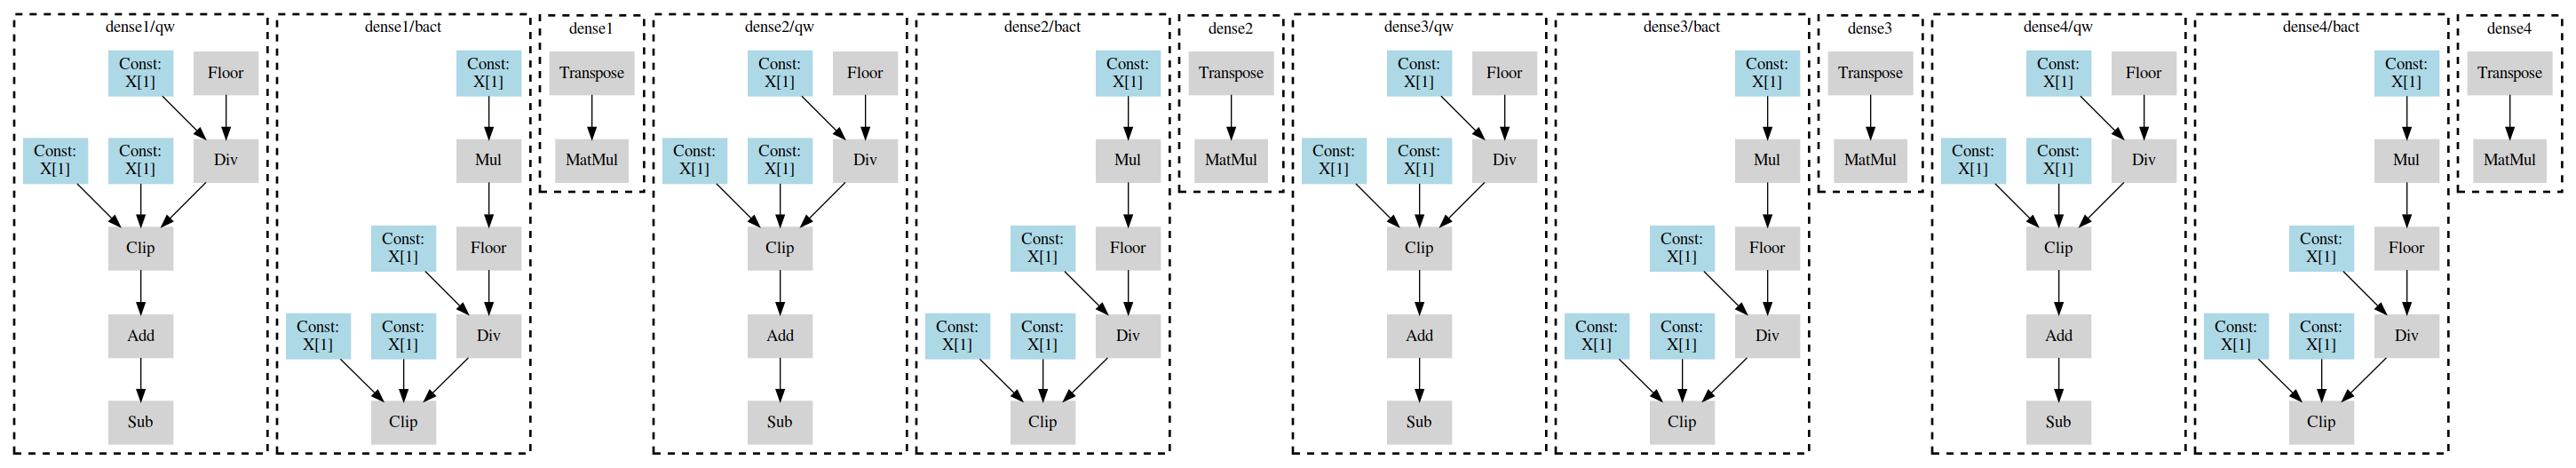 dense1/qw
Const:
X[1]
Floor
Const:
X[1]
Const:
X[1]
Div
Clip
Add
Sub
dense1/bact
Const:
X[1]
Mul
Const:
X[1]
Floor
Const:
X[1]
Const:
X[1]
Div
Clip
dense1
Transpose
MatMul
dense2/qw
Const:
X[1]
Floor
Const:
X[1]
Const:
X[1]
Div
Clip
Add
Sub
dense2/bact
Const:
X[1]
Mul
Const:
X[1]
Floor
Const:
X[1]
Const:
X[1]
Div
Clip
dense2
Transpose
MatMul
dense3/qw
Const:
X[1]
Floor
Const:
X[1]
Const:
X[1]
Div
Clip
Add
Sub
dense3/bact
Const:
X[1]
Mul
Const:
X[1]
Floor
Const:
X[1]
Const:
X[1]
Div
Clip
dense3
Transpose
MatMul
dense4/qw
Const:
X[1]
Floor
Const:
X[1]
Const:
X[1]
Div
Clip
Add
Sub
dense4/bact
Const:
X[1]
Mul
Const:
X[1]
Floor
Const:
X[1]
Const:
X[1]
Div
Clip
dense4
Transpose
MatMul